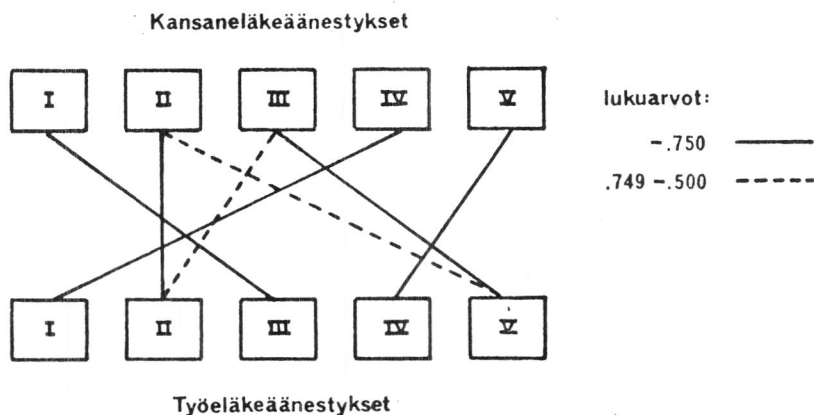 Kansaneläkeäänestykset
I II III IV V
lukuarvot:
-.750
.749 -.500
I II III IV V
Työeläkeäänestykset